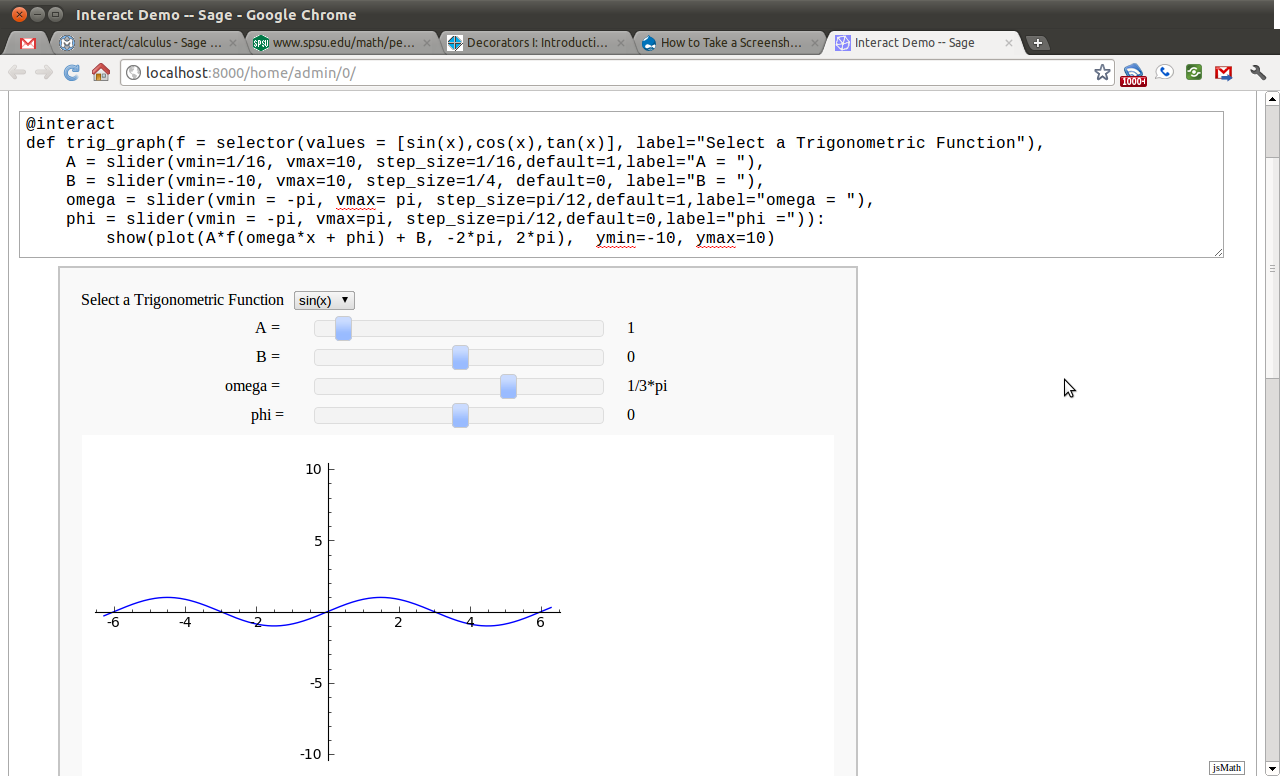 Interact Demo -- Sage - Google Chrome
interact/calculus - Sage ...
www.spsu.edu/math/pe...
Decorators I: Introducti...
How to Take a Screensh...
Interact Demo -- Sage
localhost:8000/home/admin/0/
1000+
@interact
def trig_graph(f = selector(values = [sin(x),cos(x),tan(x)], label="Select a Trigonometric Function"),
    A = slider(vmin=1/16, vmax=10, step_size=1/16,default=1,label="A = "),
    B = slider(vmin=-10, vmax=10, step_size=1/4, default=0, label="B = "),
    omega = slider(vmin = -pi, vmax= pi, step_size=pi/12,default=1,label="omega = "),
    phi = slider(vmin = -pi, vmax=pi, step_size=pi/12,default=0,label="phi =")):
        show(plot(A*f(omega*x + phi) + B, -2*pi, 2*pi),  ymin=-10, ymax=10)
Select a Trigonometric Function sin(x)
A = 1
B = 0
omega = 1/3*pi
phi = 0
10
5
-6 -4 -2 2 4 6
-5
-10
jsMath